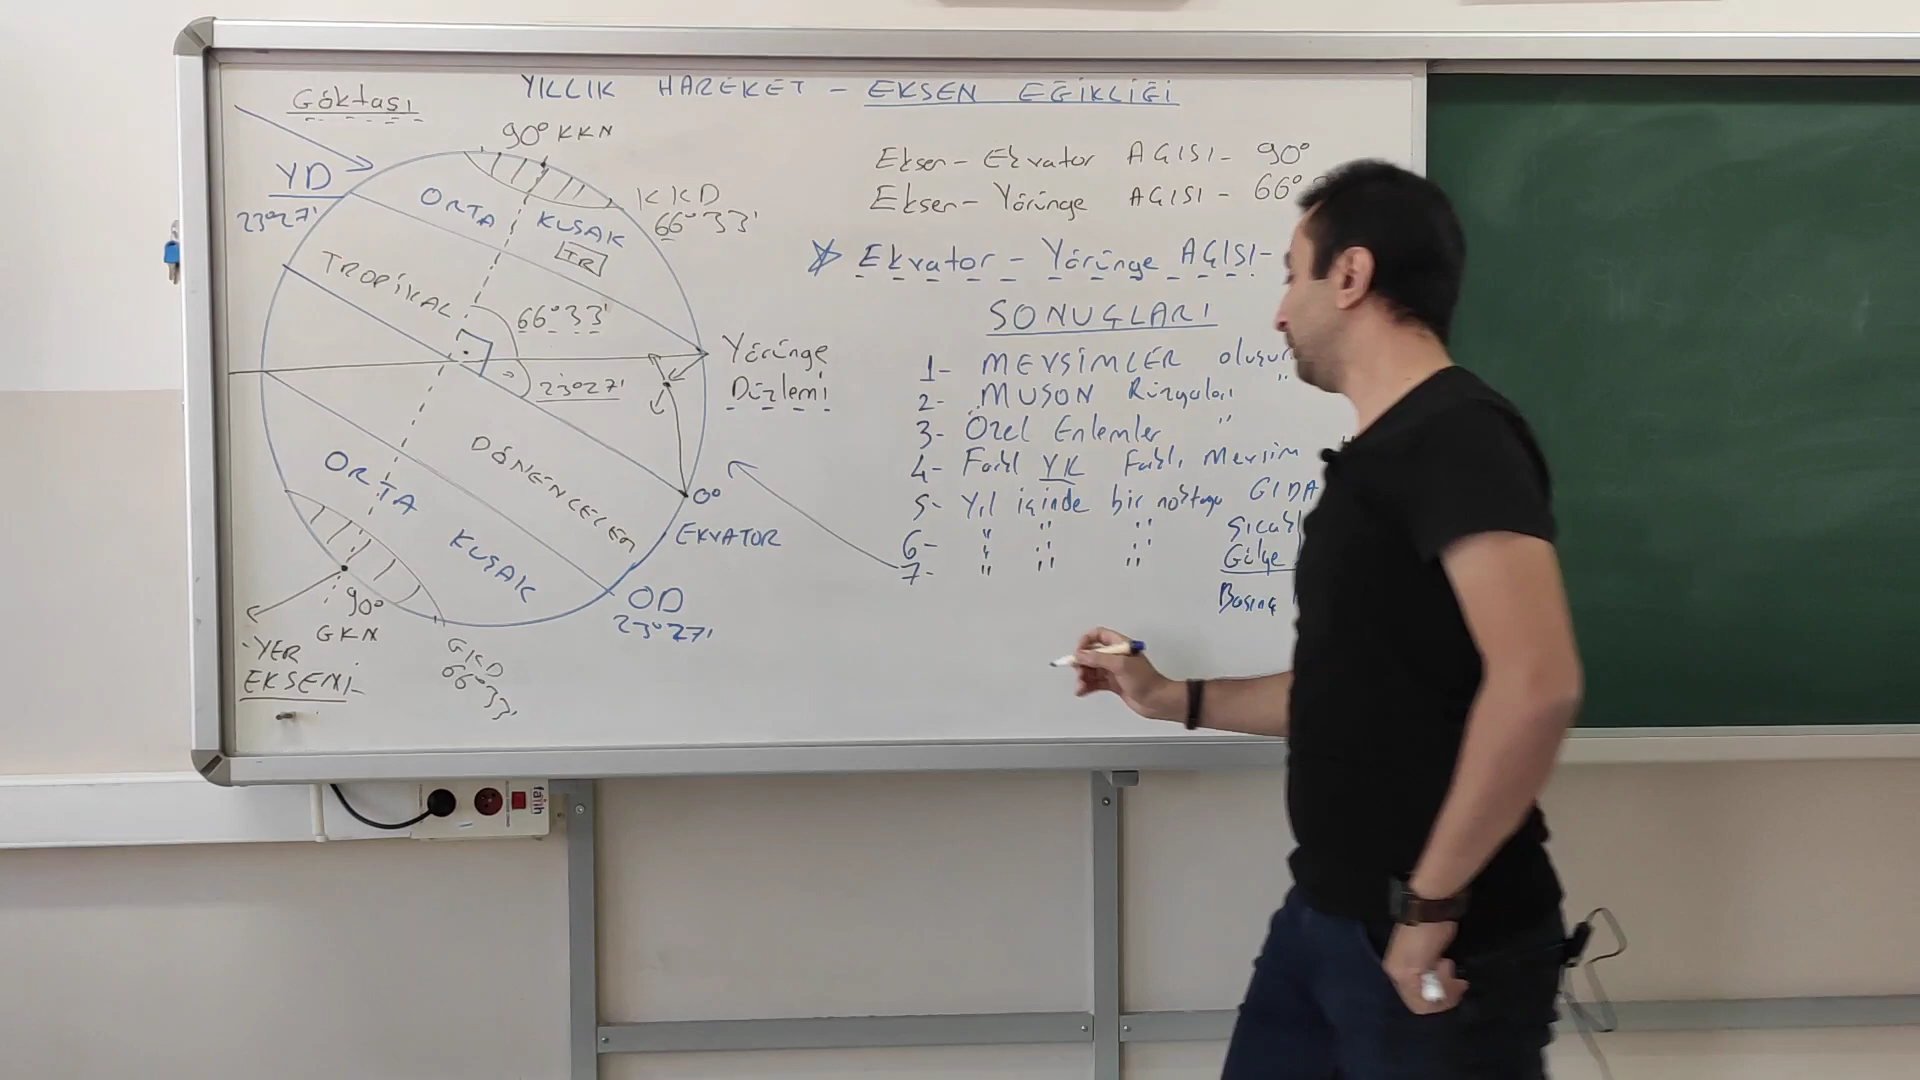 YILLIK HAREKET - EKSEN EĞİKLİĞİ
Göktaşı
90° KKN
YD
23°27'
ORTA KUŞAK
TR
KKD
66°33'
TROPİKAL
66°33'
23°27'
Yörünge
Düzlemi
DÖNENCELER
ORTA KUŞAK
0°
EKVATOR
OD
23°27'
90°
GKN
GKD
66°33'
YER
EKSENİ
Eksen - Ekvator AÇISI - 90°
Eksen - Yörünge AÇISI - 66°
Ekvator - Yörünge AÇISI -
SONUÇLARI
1- MEVSİMLER
2- MUSON Rüzgaları "
3- Özel Enlemler "
4- Farkl YK Farklı Mevsim
5- Yıl içinde bir noktaya GIDA
6- " " "
7- " " "
Gölge
Basınç
fatih